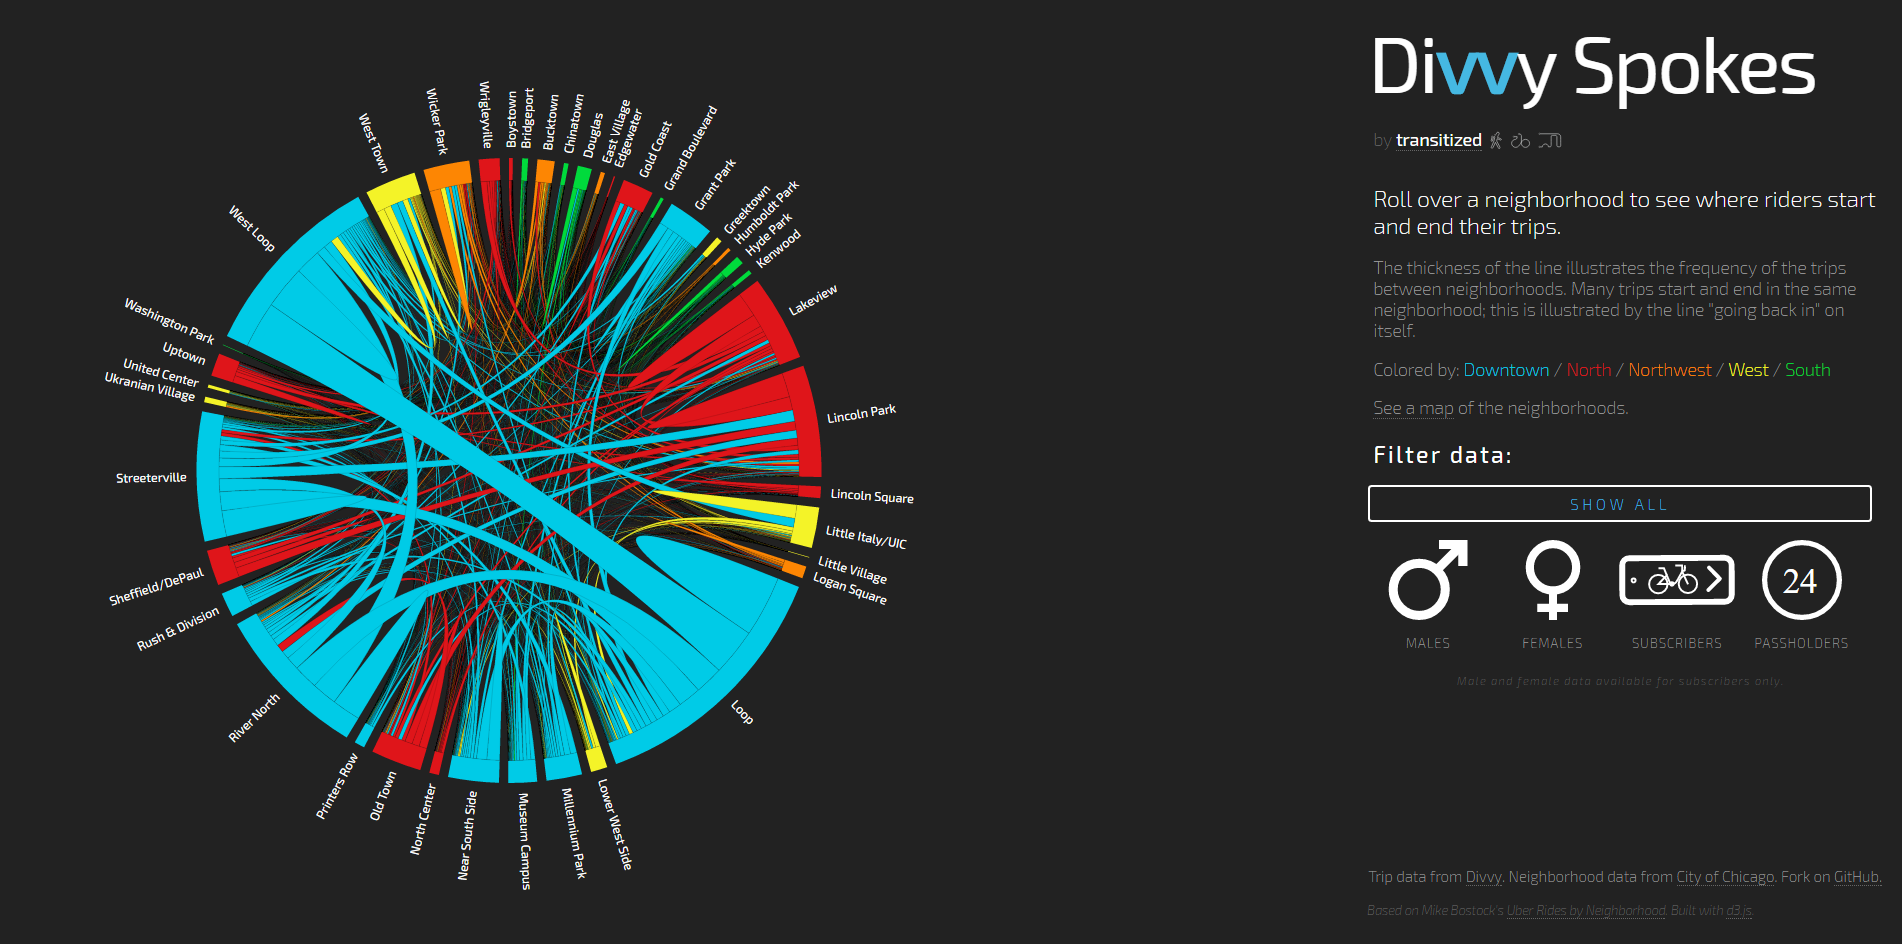 Divvy Spokes
by transitized
Roll over a neighborhood to see where riders start
and end their trips.
The thickness of the line illustrates the frequency of the trips
between neighborhoods. Many trips start and end in the same
neighborhood; this is illustrated by the line "going back in" on
itself.
Colored by: Downtown / North / Northwest / West / South
See a map of the neighborhoods.
Filter data:
SHOW ALL
24
MALES
FEMALES
SUBSCRIBERS
PASSHOLDERS
Male and female data available for subscribers only.
Trip data from Divvy. Neighborhood data from City of Chicago. Fork on GitHub.
Based on Mike Bostock's Uber Rides by Neighborhood. Built with d3.js.
Boystown
Bridgeport
Bucktown
Chinatown
Douglas
East Village
Edgewater
Gold Coast
Grand Boulevard
Grant Park
Greektown
Humboldt Park
Hyde Park
Kenwood
Lakeview
Lincoln Park
Lincoln Square
Little Italy/UIC
Little Village
Logan Square
Loop
Lower West Side
Millennium Park
Museum Campus
Near South Side
North Center
Old Town
Printers Row
River North
Rush & Division
Sheffield/DePaul
Streeterville
Ukranian Village
United Center
Uptown
Washington Park
West Loop
West Town
Wicker Park
Wrigleyville